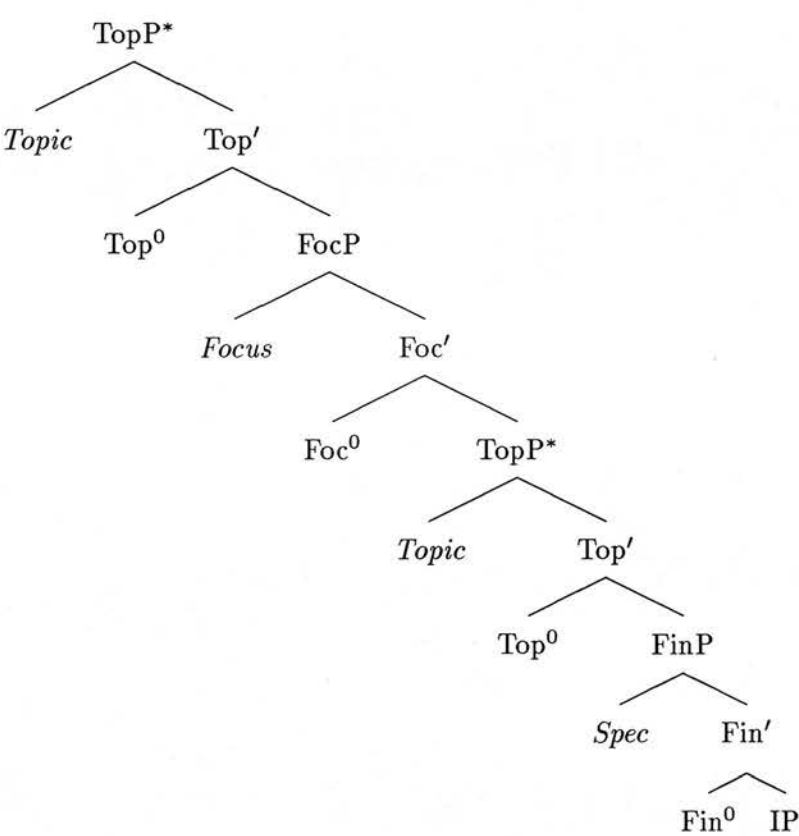 TopP*
Topic Top′
Top⁰ FocP
Focus Foc′
Foc⁰ TopP*
Topic Top′
Top⁰ FinP
Spec Fin′
Fin⁰ IP